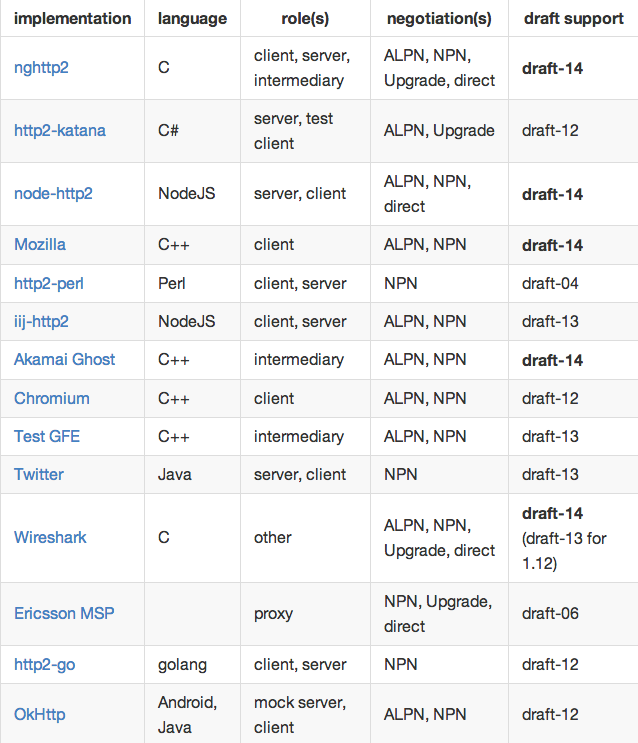 implementation language role(s) negotiation(s) draft support
nghttp2 C client, server, intermediary ALPN, NPN, Upgrade, direct draft-14
http2-katana C# server, test client ALPN, Upgrade draft-12
node-http2 NodeJS server, client ALPN, NPN, direct draft-14
Mozilla C++ client ALPN, NPN draft-14
http2-perl Perl client, server NPN draft-04
iij-http2 NodeJS client, server ALPN, NPN draft-13
Akamai Ghost C++ intermediary ALPN, NPN draft-14
Chromium C++ client ALPN, NPN draft-12
Test GFE C++ intermediary ALPN, NPN draft-13
Twitter Java server, client NPN draft-13
Wireshark C other ALPN, NPN, Upgrade, direct draft-14 (draft-13 for 1.12)
Ericsson MSP proxy NPN, Upgrade, direct draft-06
http2-go golang client, server NPN draft-12
OkHttp Android, Java mock server, client ALPN, NPN draft-12